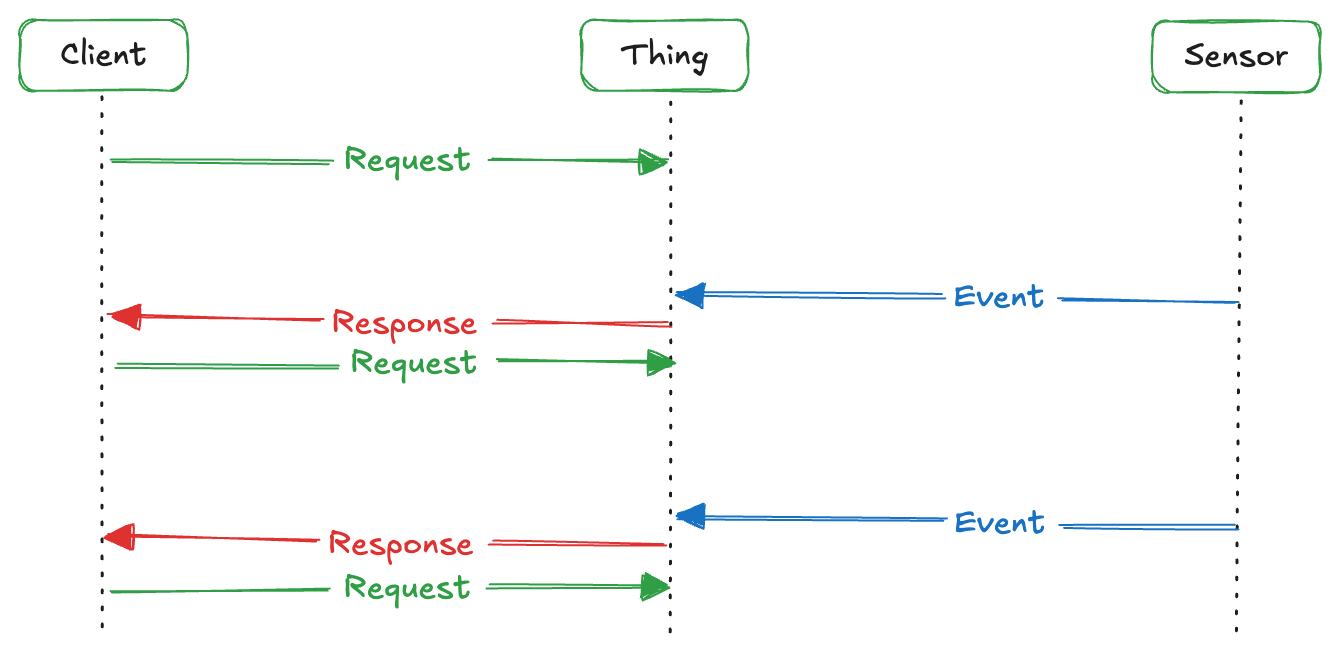 Client
Thing
Sensor
Request
Event
Response
Request
Event
Response
Request